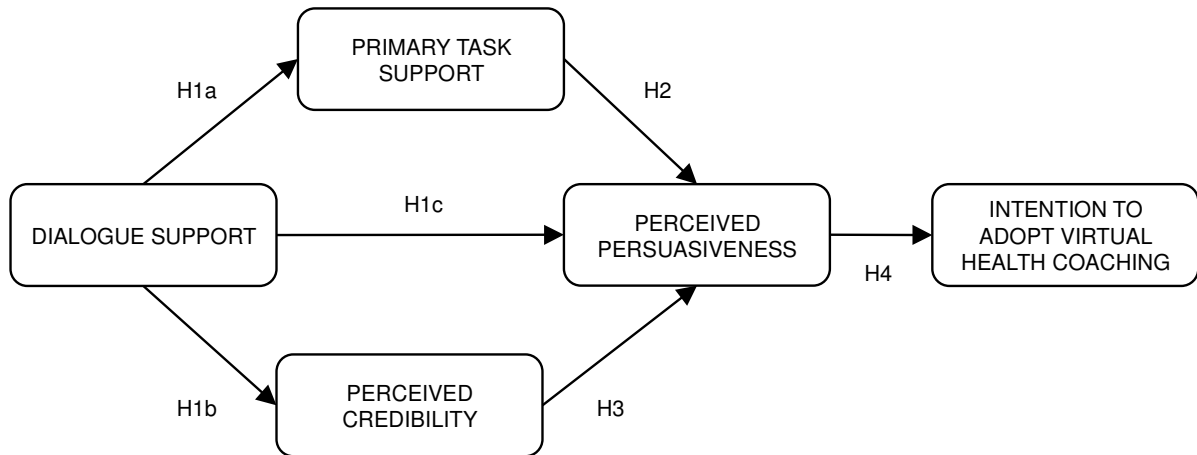 PRIMARY TASK
SUPPORT
H1a
H2
DIALOGUE SUPPORT
H1c
PERCEIVED
PERSUASIVENESS
H4
INTENTION TO
ADOPT VIRTUAL
HEALTH COACHING
H1b
PERCEIVED
CREDIBILITY
H3